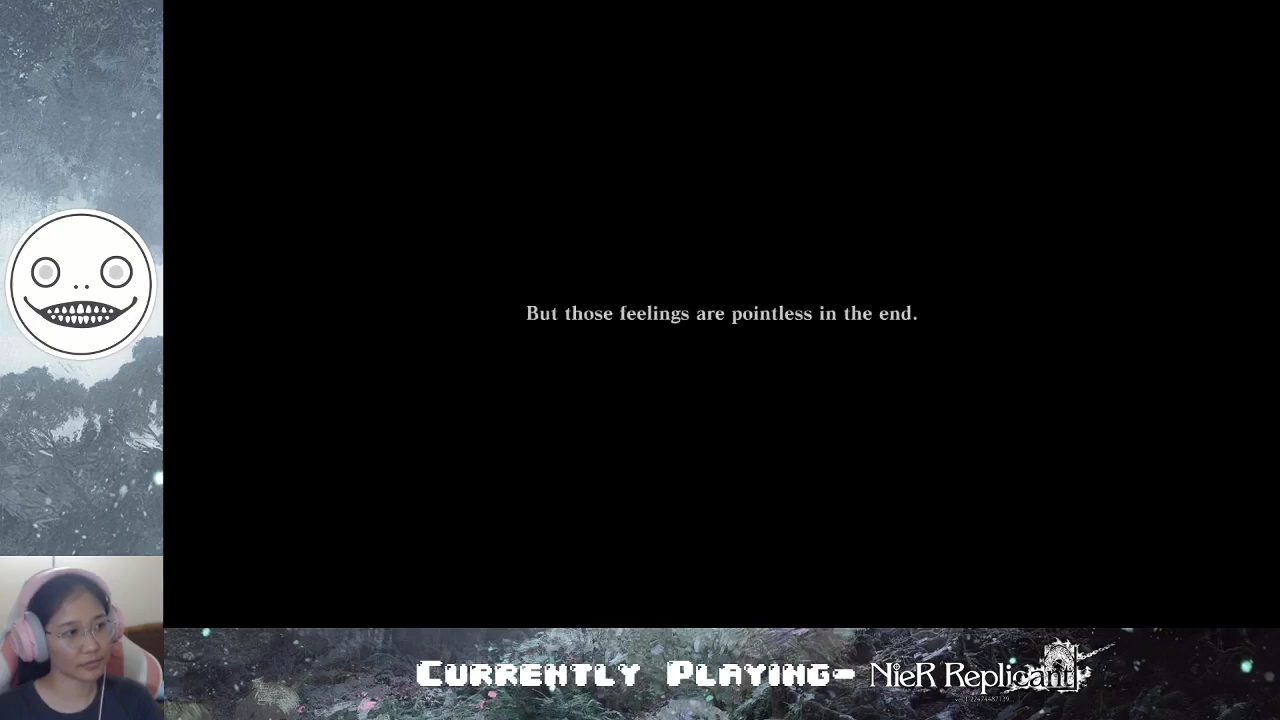 But those feelings are pointless in the end.
Currently Playing- NieR Replicant